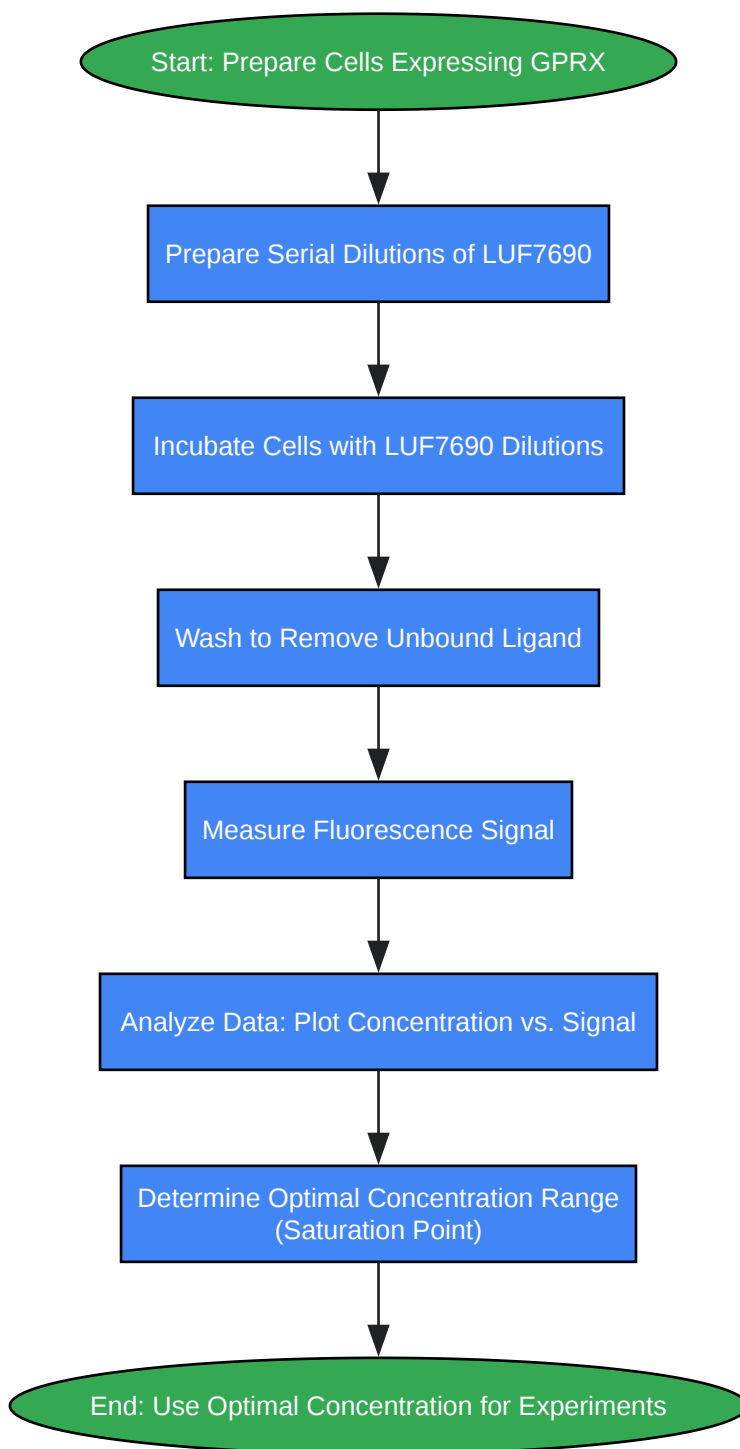 Start: Prepare Cells Expressing GPRX
Prepare Serial Dilutions of LUF7690
Incubate Cells with LUF7690 Dilutions
Wash to Remove Unbound Ligand
Measure Fluorescence Signal
Analyze Data: Plot Concentration vs. Signal
Determine Optimal Concentration Range
(Saturation Point)
End: Use Optimal Concentration for Experiments